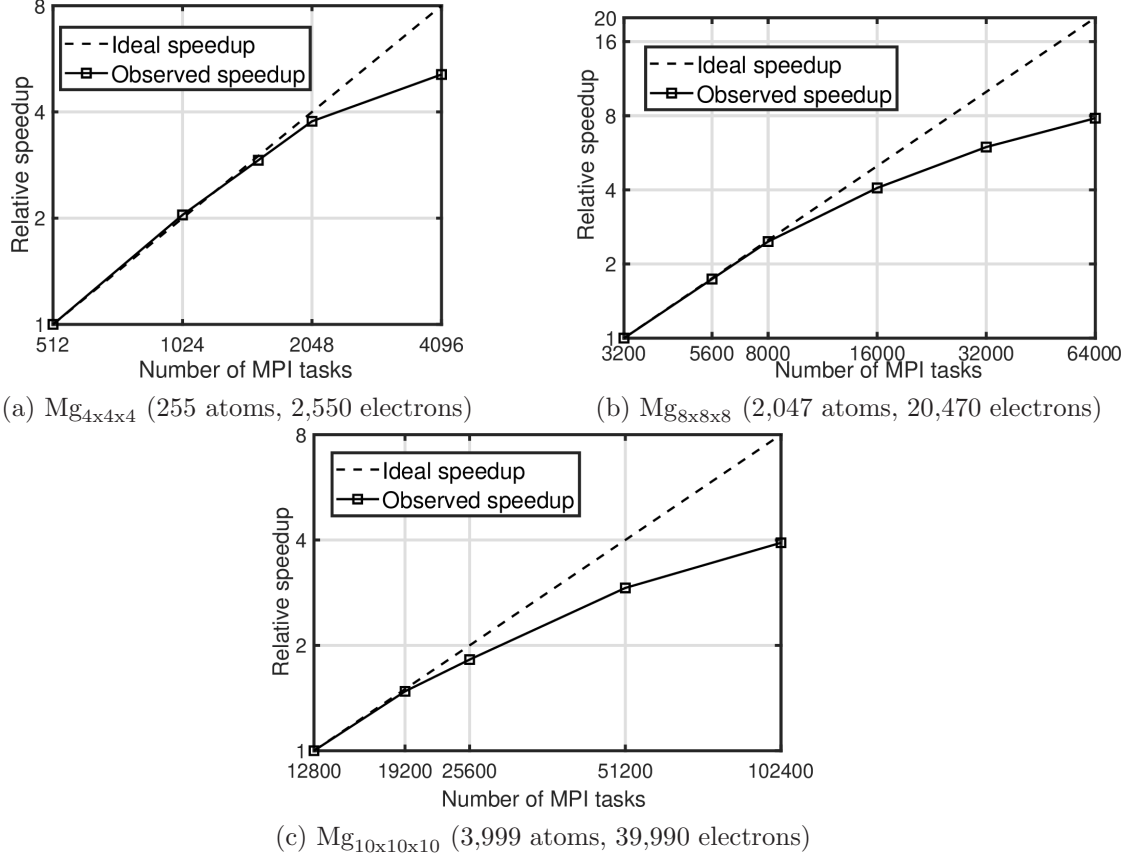 8
4
2
1
Relative speedup
Ideal speedup
Observed speedup
512 1024 2048 4096
Number of MPI tasks
(a) Mg4x4x4 (255 atoms, 2,550 electrons)
20
16
8
4
2
1
Relative speedup
Ideal speedup
Observed speedup
3200 5600 8000 16000 32000 64000
Number of MPI tasks
(b) Mg8x8x8 (2,047 atoms, 20,470 electrons)
8
4
2
1
Relative speedup
Ideal speedup
Observed speedup
12800 19200 25600 51200 102400
Number of MPI tasks
(c) Mg10x10x10 (3,999 atoms, 39,990 electrons)